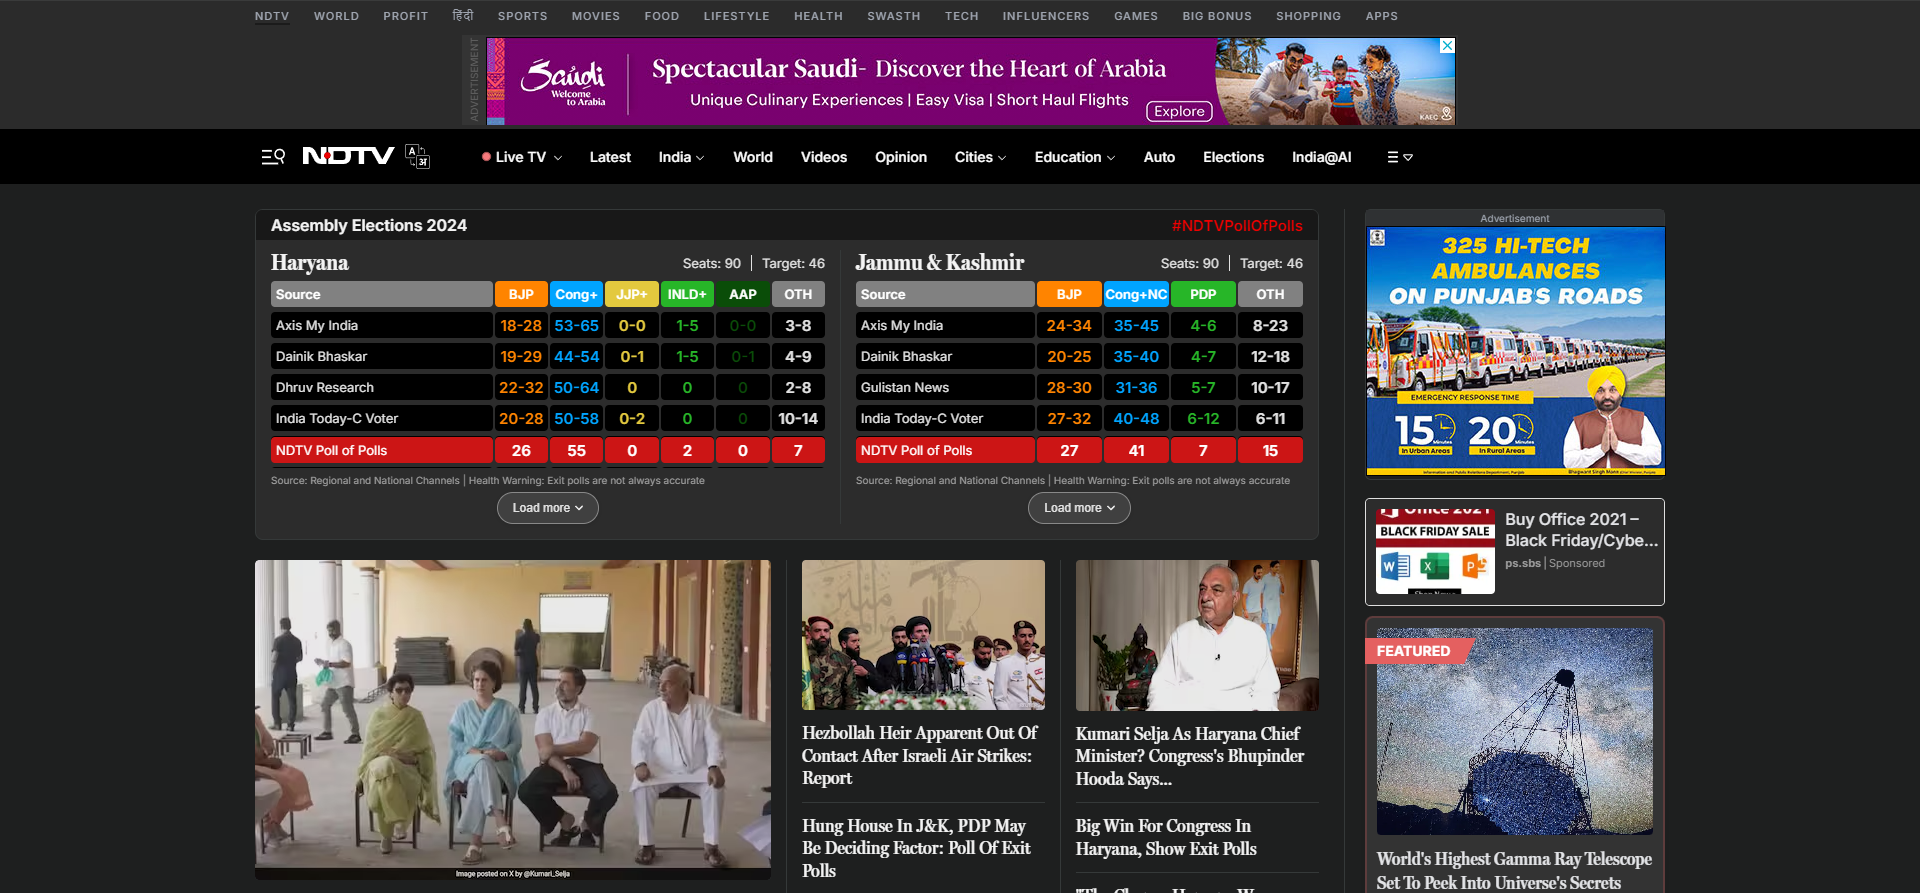 NDTV WORLD PROFIT हिंदी SPORTS MOVIES FOOD LIFESTYLE HEALTH SWASTH TECH INFLUENCERS GAMES BIG BONUS SHOPPING APPS
ADVERTISEMENT
Saudi
Welcome
to Arabia
Spectacular Saudi- Discover the Heart of Arabia
Unique Culinary Experiences | Easy Visa | Short Haul Flights
Explore
KAEC
NDTV
A अ
Live TV Latest India World Videos Opinion Cities Education Auto Elections India@AI
Assembly Elections 2024 #NDTVPollOfPolls
Haryana Seats: 90 | Target: 46
Source BJP Cong+ JJP+ INLD+ AAP OTH
Axis My India 18-28 53-65 0-0 1-5 0-0 3-8
Dainik Bhaskar 19-29 44-54 0-1 1-5 0-1 4-9
Dhruv Research 22-32 50-64 0 0 0 2-8
India Today-C Voter 20-28 50-58 0-2 0 0 10-14
NDTV Poll of Polls 26 55 0 2 0 7
Source: Regional and National Channels | Health Warning: Exit polls are not always accurate
Load more
Jammu & Kashmir Seats: 90 | Target: 46
Source BJP Cong+NC PDP OTH
Axis My India 24-34 35-45 4-6 8-23
Dainik Bhaskar 20-25 35-40 4-7 12-18
Gulistan News 28-30 31-36 5-7 10-17
India Today-C Voter 27-32 40-48 6-12 6-11
NDTV Poll of Polls 27 41 7 15
Source: Regional and National Channels | Health Warning: Exit polls are not always accurate
Load more
Image posted on X by @Kumari_Selja
Hezbollah Heir Apparent Out Of
Contact After Israeli Air Strikes:
Report
Hung House In J&K, PDP May
Be Deciding Factor: Poll Of Exit
Polls
Kumari Selja As Haryana Chief
Minister? Congress's Bhupinder
Hooda Says...
Big Win For Congress In
Haryana, Show Exit Polls
Advertisement
325 HI-TECH
AMBULANCES
ON PUNJAB'S ROADS
EMERGENCY RESPONSE TIME
15 Minutes
In Urban Areas
20 Minutes
In Rural Areas
Bhagwant Singh Mann
Information and Public Relations Department, Punjab
Office 2021
BLACK FRIDAY SALE
W X P
Buy Office 2021 –
Black Friday/Cybe...
ps.sbs | Sponsored
FEATURED
World's Highest Gamma Ray Telescope
Set To Peek Into Universe's Secrets